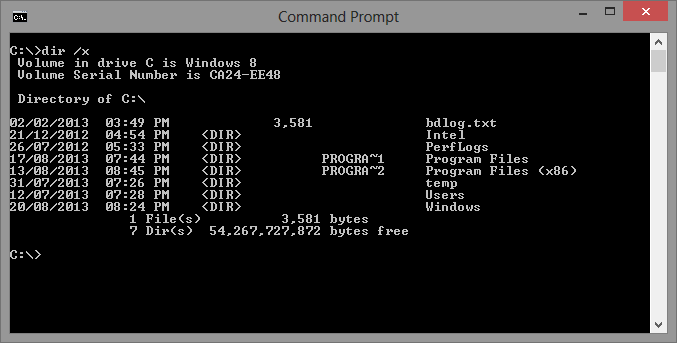 Command Prompt
C:\>dir /x
Volume in drive C is Windows 8
Volume Serial Number is CA24-EE48
Directory of C:\
02/02/2013 03:49 PM 3,581 bdlog.txt
21/12/2012 04:54 PM <DIR> Intel
26/07/2012 05:33 PM <DIR> PerfLogs
17/08/2013 07:44 PM <DIR> PROGRA~1 Program Files
13/08/2013 08:45 PM <DIR> PROGRA~2 Program Files (x86)
31/07/2013 07:26 PM <DIR> temp
12/07/2013 07:28 PM <DIR> Users
20/08/2013 08:24 PM <DIR> Windows
1 File(s) 3,581 bytes
7 Dir(s) 54,267,727,872 bytes free
C:\>